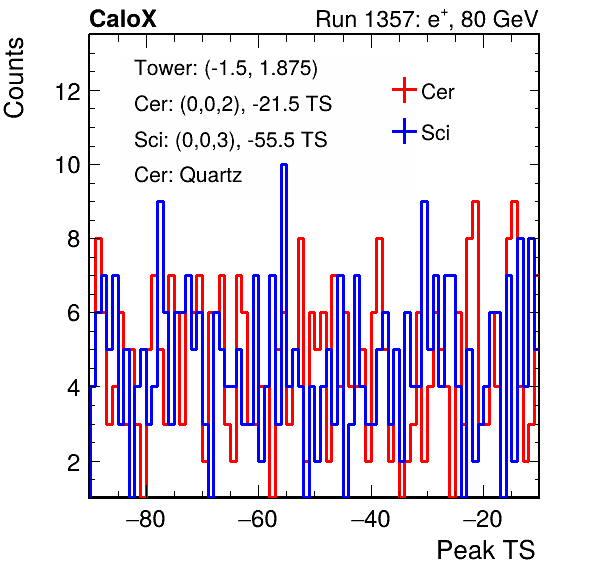 CaloX
Run 1357: e+, 80 GeV
Counts
Tower: (-1.5, 1.875)
Cer: (0,0,2), -21.5 TS
Sci: (0,0,3), -55.5 TS
Cer: Quartz
Cer
Sci
12
10
8
6
4
2
−80
−60
−40
−20
Peak TS